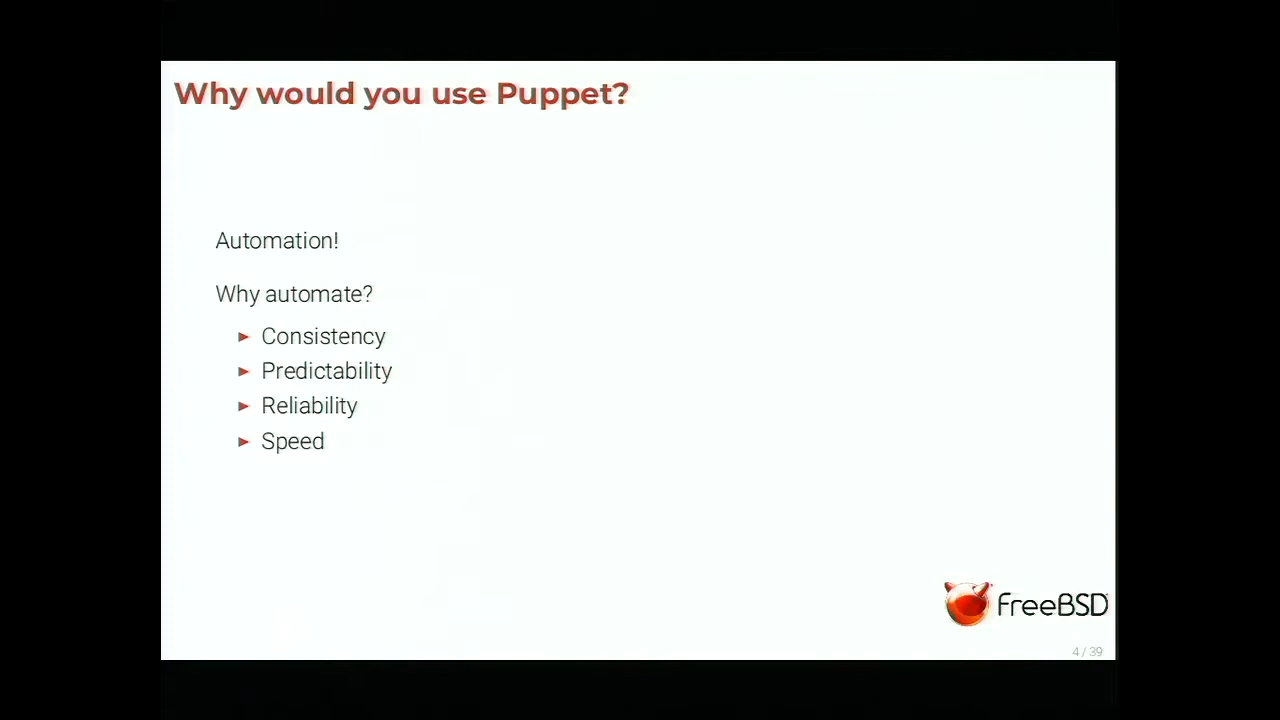 Why would you use Puppet?
Automation!
Why automate?
► Consistency
► Predictability
► Reliability
► Speed
FreeBSD
4 / 39